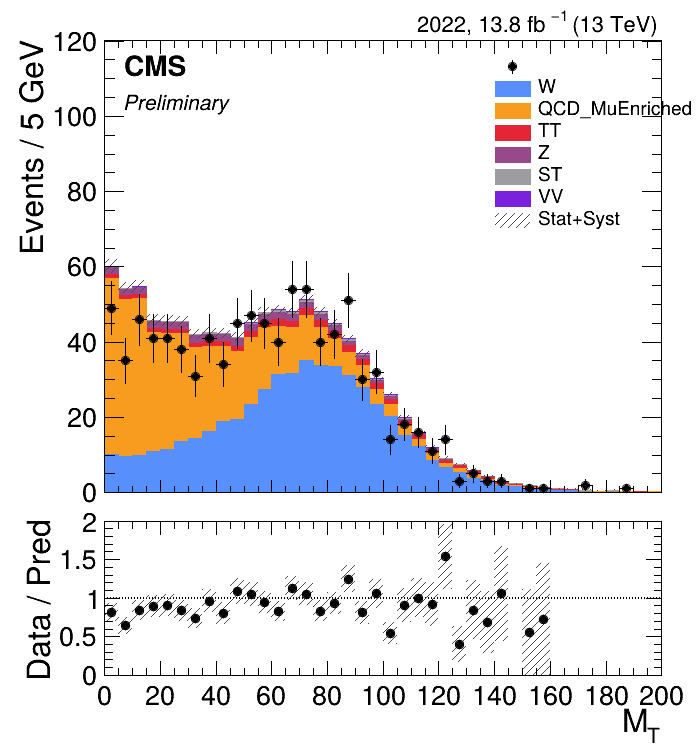 2022, 13.8 fb⁻¹ (13 TeV)
CMS
Preliminary
W
QCD_MuEnriched
TT
Z
ST
VV
Stat+Syst
Events / 5 GeV
120
100
80
60
40
20
0
Data / Pred
2
1.5
1
0.5
0
0 20 40 60 80 100 120 140 160 180 200
M_T